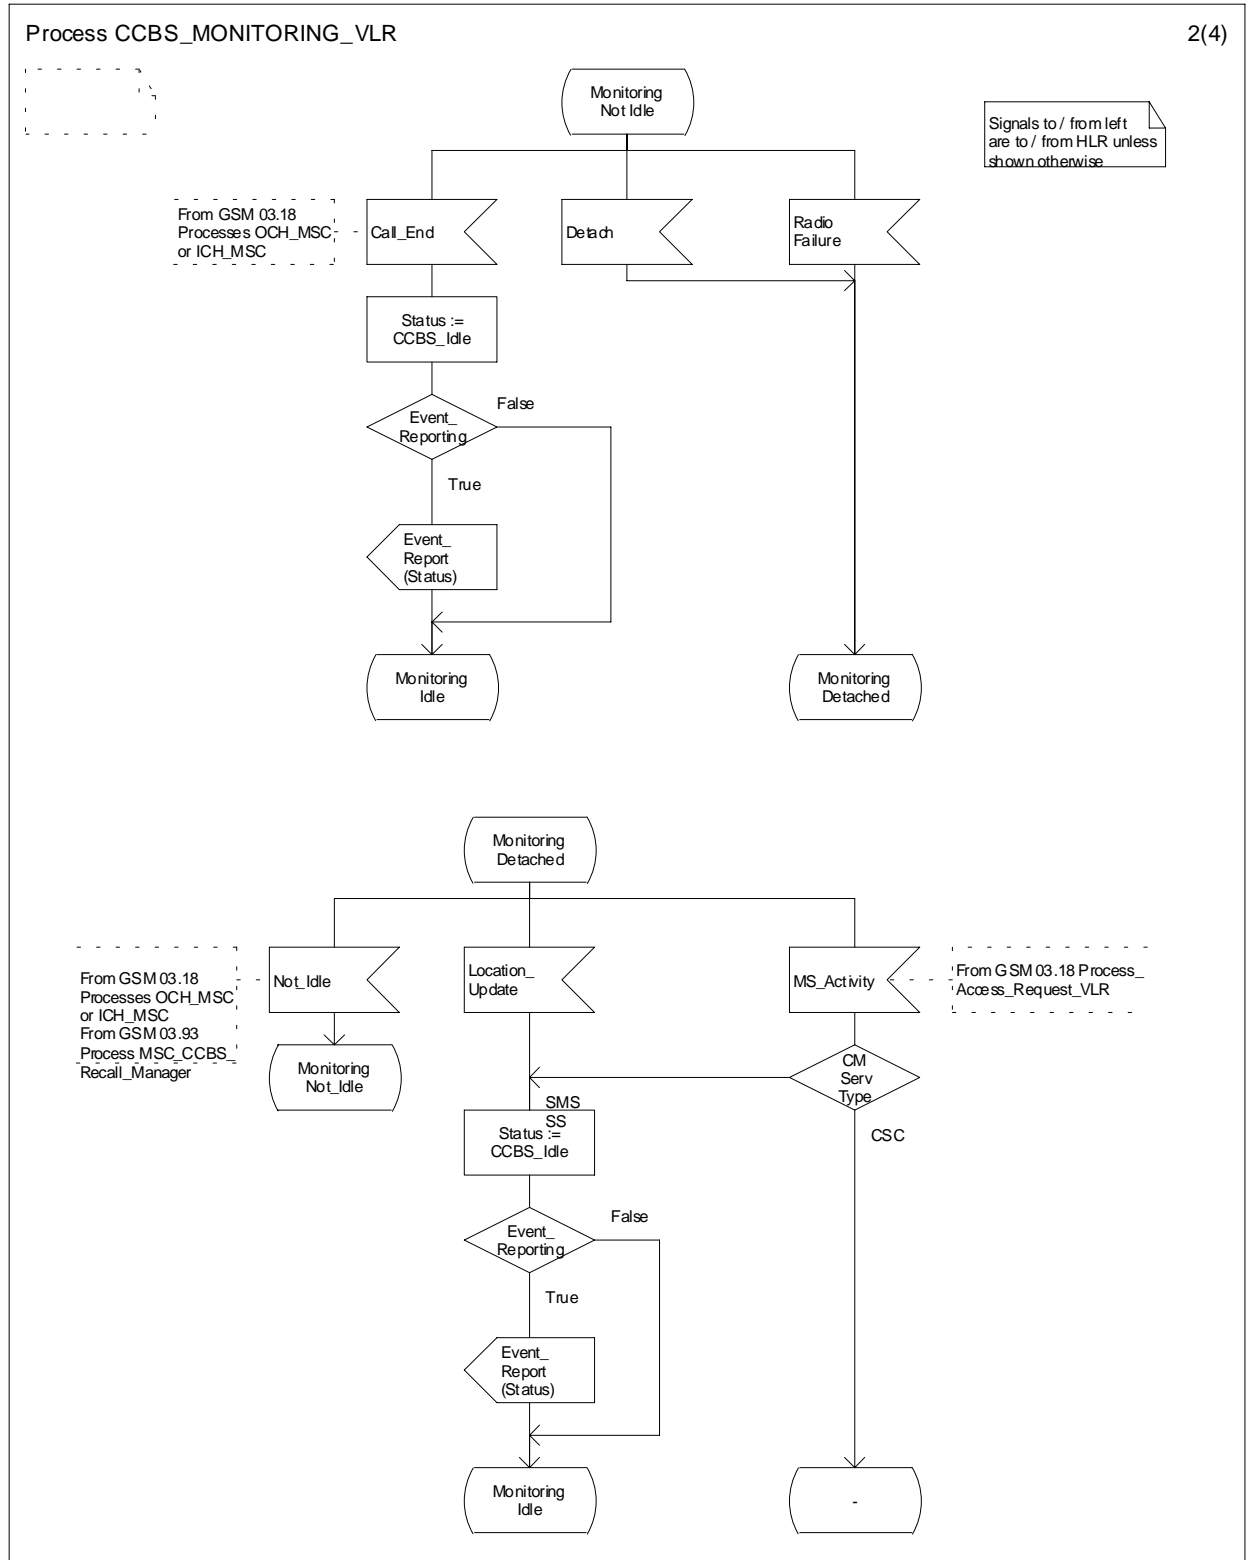 Process CCBS_MONITORING_VLR
2(4)
Monitoring
Not Idle
Signals to / from left
are to / from HLR unless
shown otherwise
From GSM 03.18
Processes OCH_MSC
or ICH_MSC
Call_End
Detach
Radio
Failure
Status :=
CCBS_Idle
Event_
Reporting
False
True
Event_
Report
(Status)
Monitoring
Idle
Monitoring
Detached
Monitoring
Detached
From GSM 03.18
Processes OCH_MSC
or ICH_MSC
From GSM 03.93
Process MSC_CCBS_
Recall_Manager
Not_Idle
Location_
Update
MS_Activity
From GSM 03.18 Process_
Access_Request_VLR
Monitoring
Not_Idle
CM
Serv
Type
SMS
SS
CSC
Status :=
CCBS_Idle
Event_
Reporting
False
True
Event_
Report
(Status)
Monitoring
Idle
-